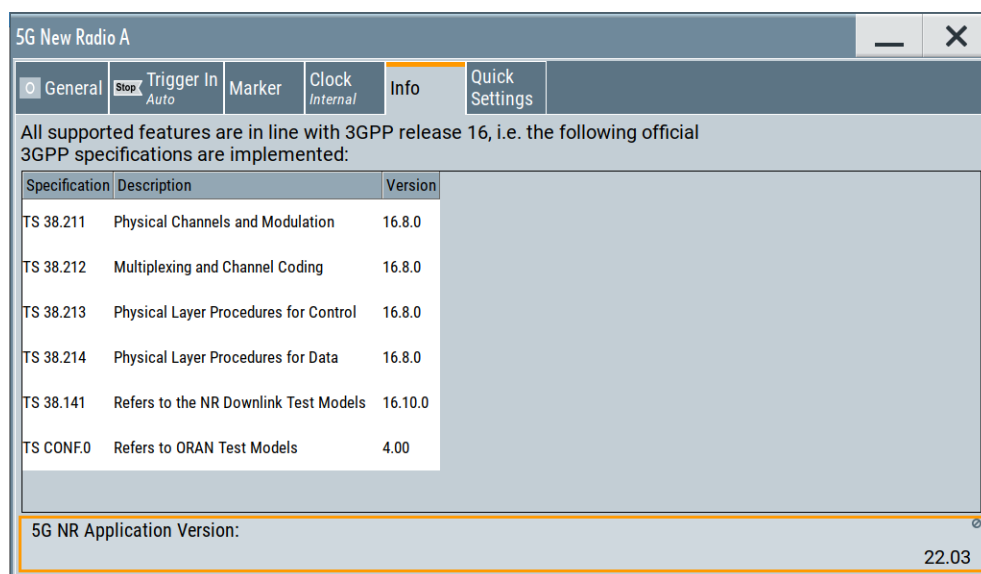 5G New Radio A
O General
Stop Trigger In
Auto
Marker
Clock
Internal
Info
Quick
Settings
All supported features are in line with 3GPP release 16, i.e. the following official
3GPP specifications are implemented:
Specification Description Version
TS 38.211 Physical Channels and Modulation 16.8.0
TS 38.212 Multiplexing and Channel Coding 16.8.0
TS 38.213 Physical Layer Procedures for Control 16.8.0
TS 38.214 Physical Layer Procedures for Data 16.8.0
TS 38.141 Refers to the NR Downlink Test Models 16.10.0
TS CONF.0 Refers to ORAN Test Models 4.00
5G NR Application Version:
22.03